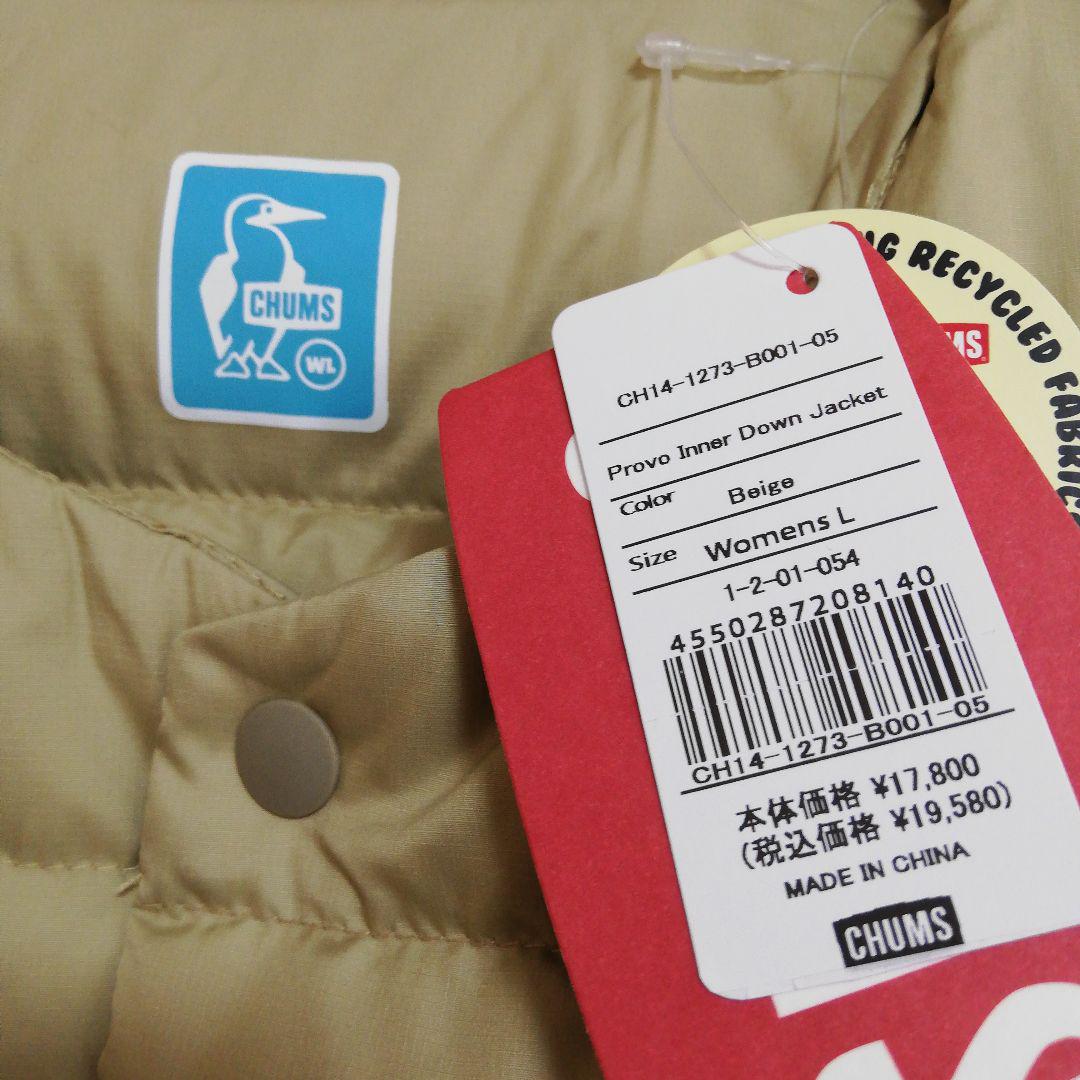 CHUMS
WL
RECYCLED FABRIC
CH14-1273-B001-05
Provo Inner Down Jacket
Color Beige
Size Womens L
1-2-01-054
4550287208140
CH14-1273-B001-05
本体価格 ¥17,800
(税込価格 ¥19,580)
MADE IN CHINA
CHUMS